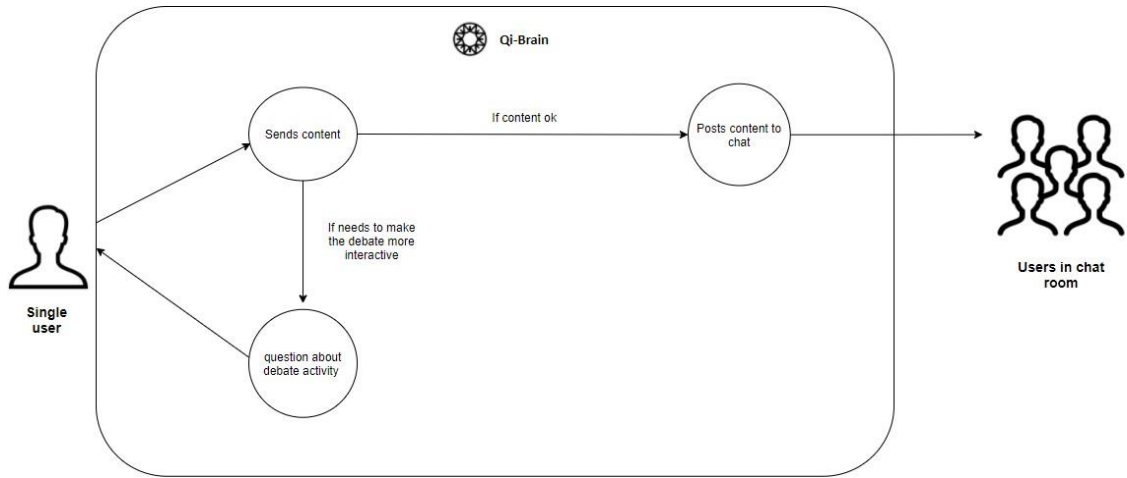 Qi-Brain
Sends content
If content ok
Posts content to
chat
If needs to make
the debate more
interactive
Single
user
Users in chat
room
question about
debate activity